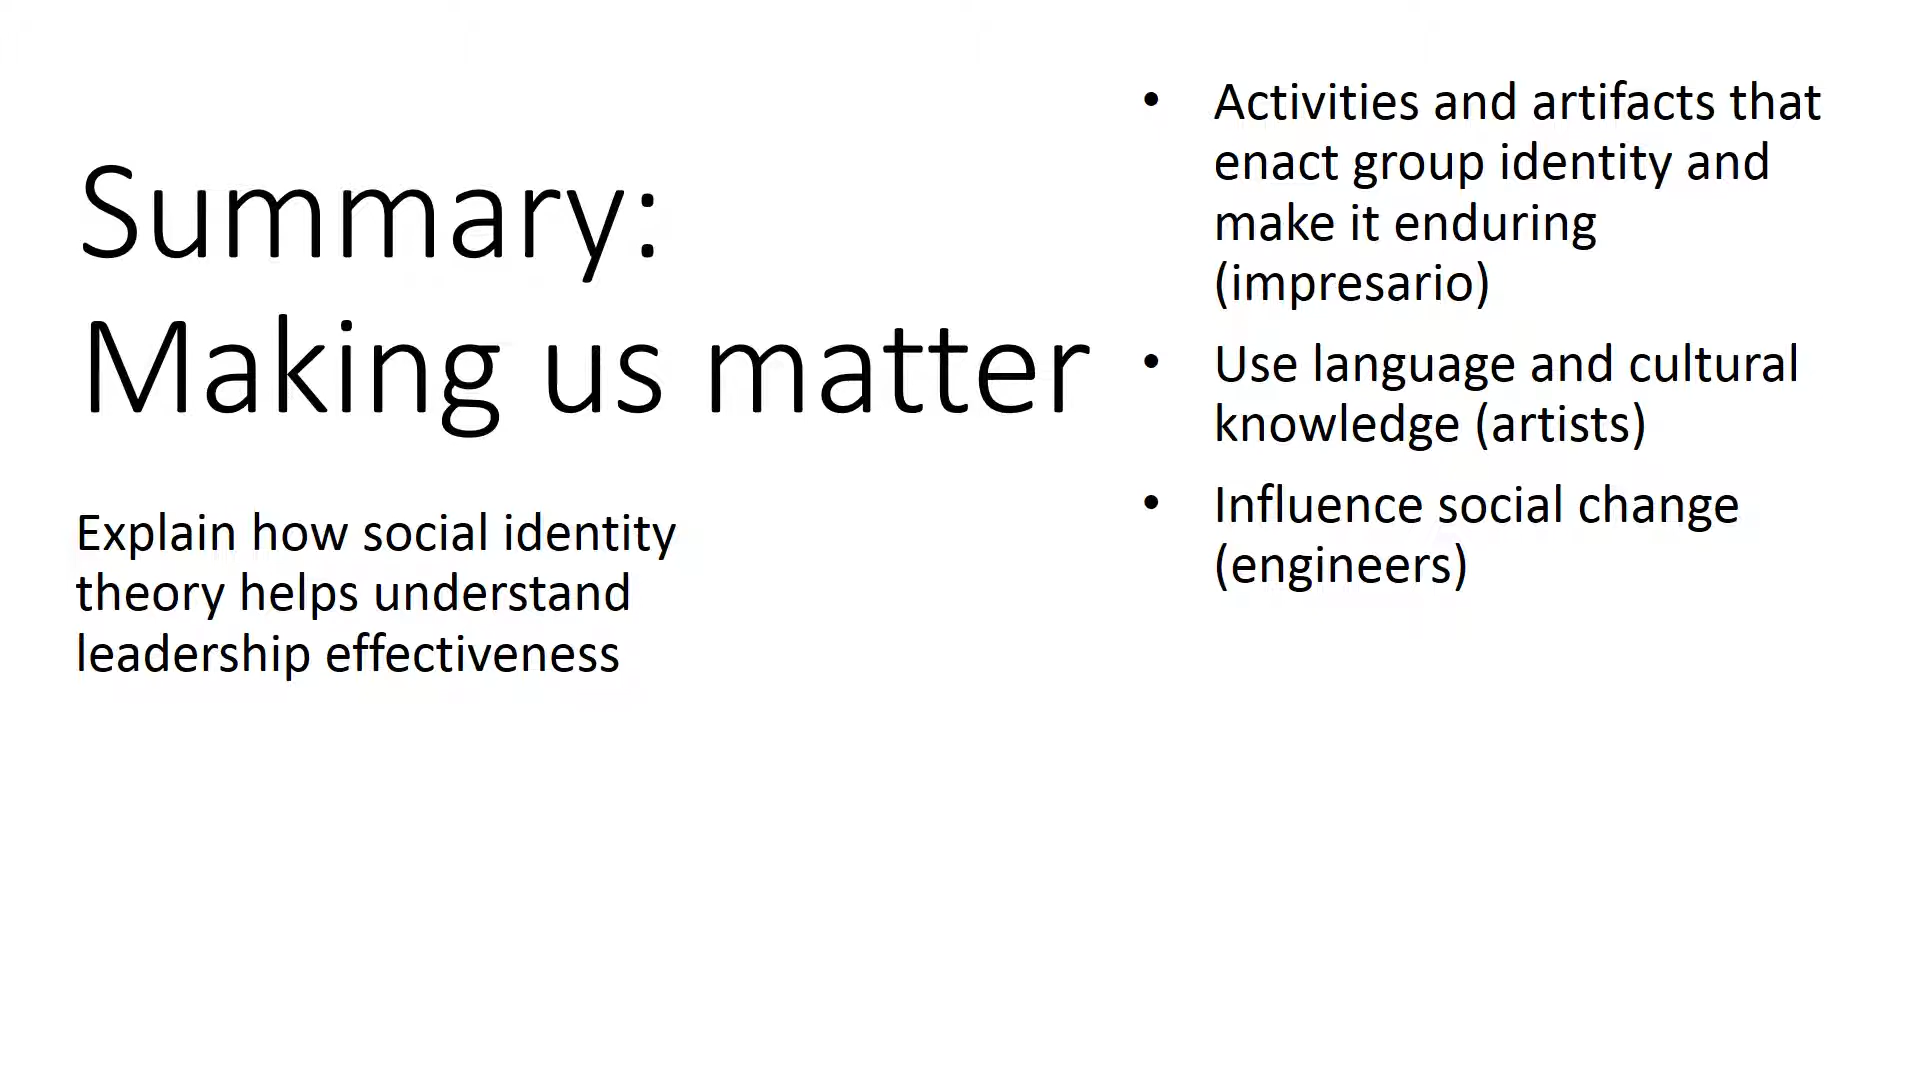 Summary:
Making us matter
Explain how social identity
theory helps understand
leadership effectiveness
• Activities and artifacts that
enact group identity and
make it enduring
(impresario)
• Use language and cultural
knowledge (artists)
• Influence social change
(engineers)